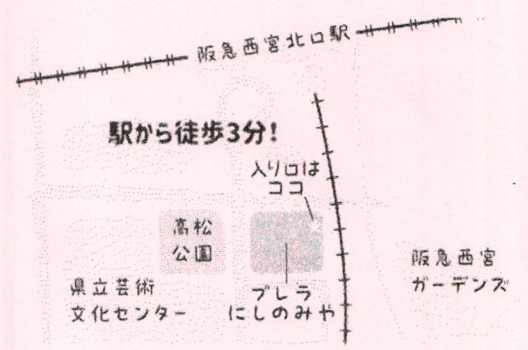 阪急西宮北口駅
駅から徒歩3分!
入り口は
ココ
高松
公園
阪急西宮
ガーデンズ
県立芸術
文化センター
プレラ
にしのみや